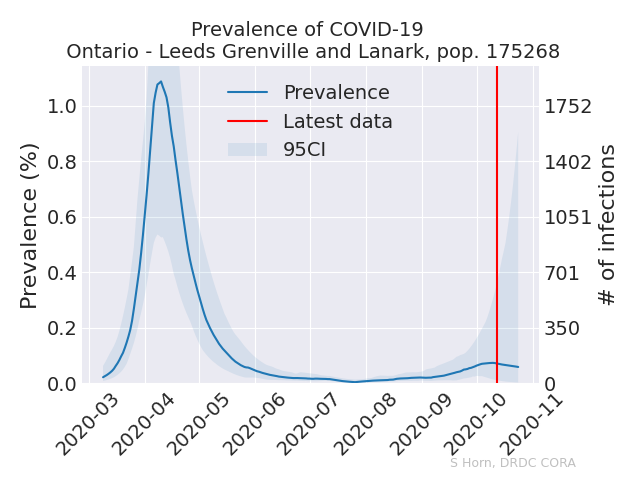 Prevalence of COVID-19
Ontario - Leeds Grenville and Lanark, pop. 175268
Prevalence
Latest data
95CI
Prevalence (%)
1.0
0.8
0.6
0.4
0.2
0.0
1752
1402
1051
701
350
0
# of infections
2020-03
2020-04
2020-05
2020-06
2020-07
2020-08
2020-09
2020-10
2020-11
S Horn, DRDC CORA